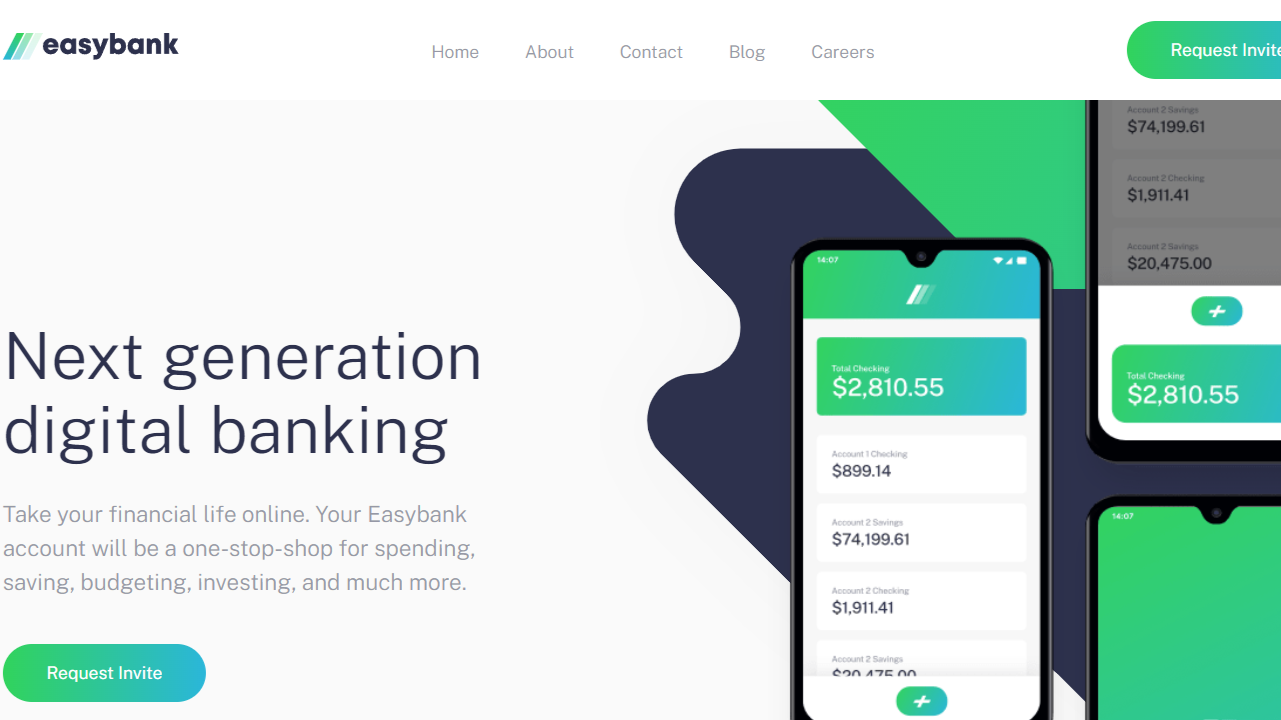 easybank
Home
About
Contact
Blog
Careers
Request Invite
Next generation
digital banking
Take your financial life online. Your Easybank
account will be a one-stop-shop for spending,
saving, budgeting, investing, and much more.
Request Invite
14:07
Total Checking
$2,810.55
Account 1 Checking
$899.14
Account 2 Savings
$74,199.61
Account 2 Checking
$1,911.41
Account 2 Savings
$20,475.00
Account 2 Savings
$74,199.61
Account 2 Checking
$1,911.41
Account 2 Savings
$20,475.00
Total Checking
$2,810.55
14:07